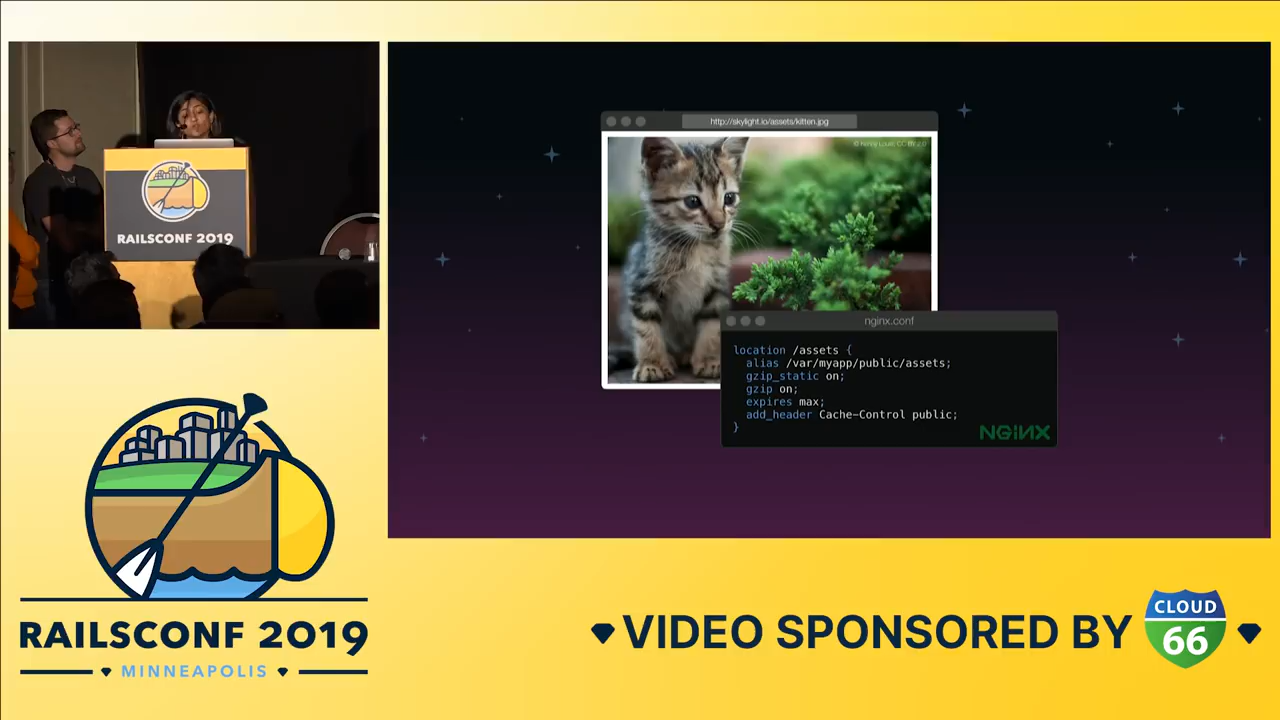 RAILSCONF 2019
http://skylight.io/assets/kitten.jpg
nginx.conf
location /assets {
alias /var/myapp/public/assets;
gzip_static on;
gzip on;
expires max;
add_header Cache-Control public;
}
NGINX
RAILSCONF 2019
MINNEAPOLIS
VIDEO SPONSORED BY
CLOUD
66